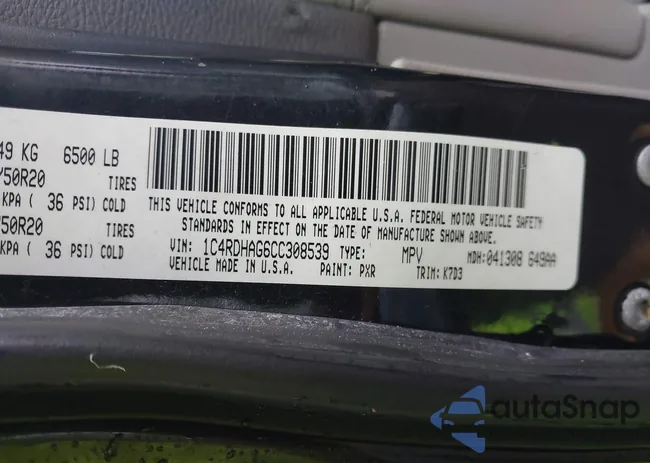 49 KG 6500 LB
50R20 TIRES
KPA ( 36 PSI) COLD
50R20 TIRES
KPA ( 36 PSI) COLD
THIS VEHICLE CONFORMS TO ALL APPLICABLE U.S.A. FEDERAL MOTOR VEHICLE SAFETY
STANDARDS IN EFFECT ON THE DATE OF MANUFACTURE SHOWN ABOVE.
VIN: 1C4RDHAG6CC308539 TYPE: MPV MDH: 041308 649AA
VEHICLE MADE IN U.S.A. PAINT: PXR TRIM: K7D3
autaSnap